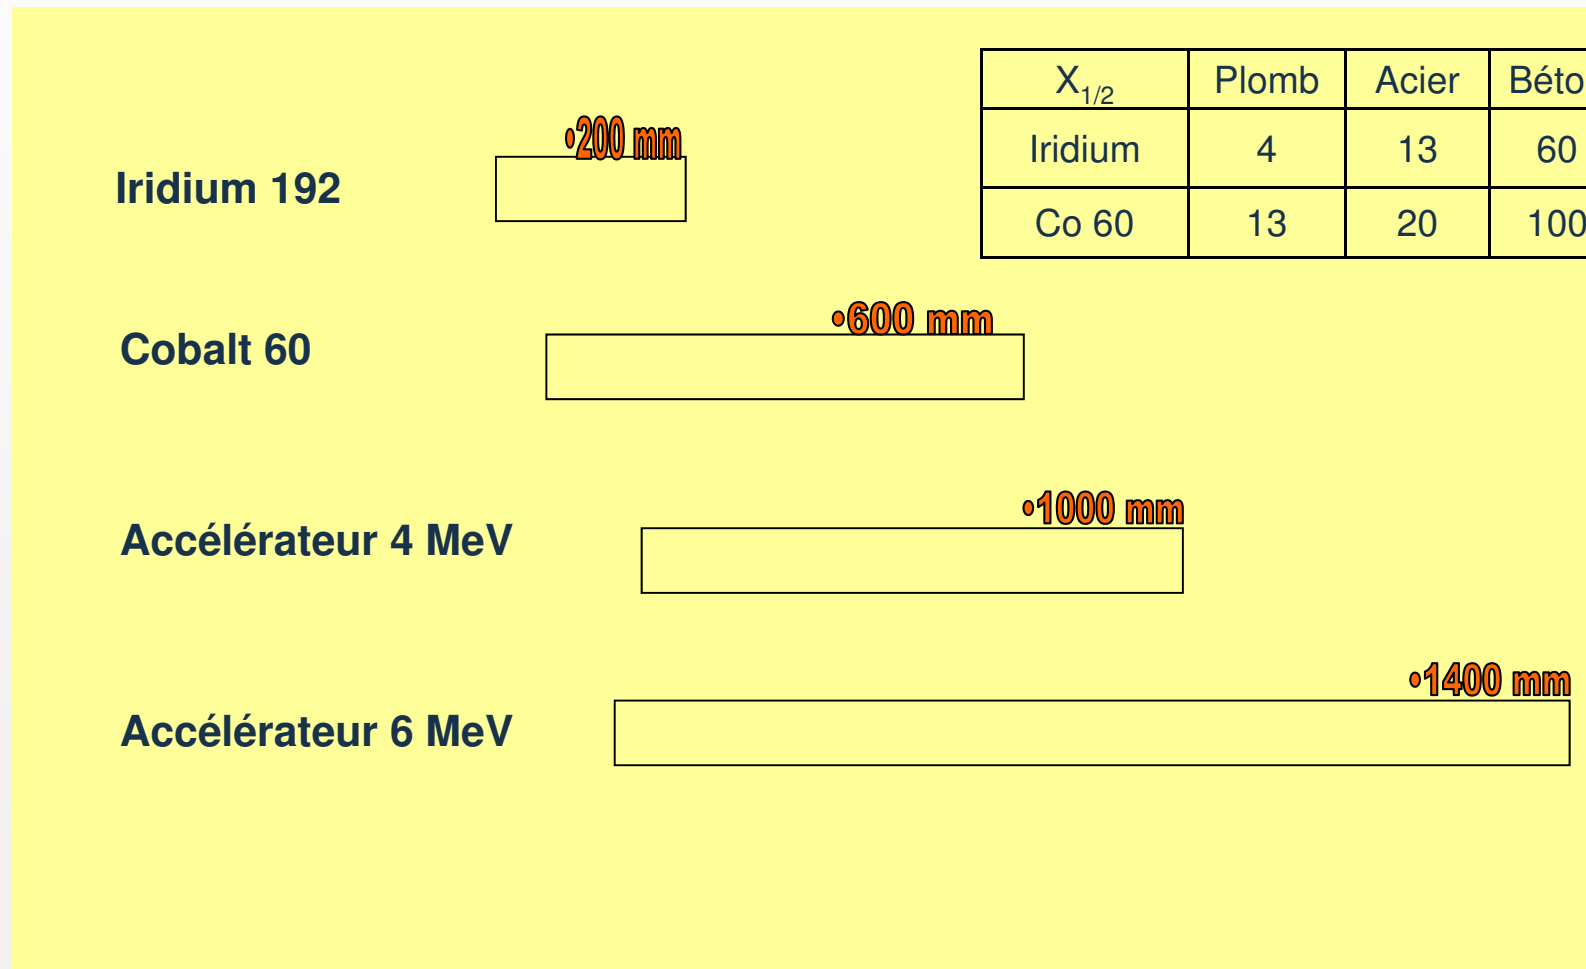 X1/2 Plomb Acier Béto
Iridium 4 13 60
Co 60 13 20 100
•200 mm
Iridium 192
•600 mm
Cobalt 60
•1000 mm
Accélérateur 4 MeV
•1400 mm
Accélérateur 6 MeV